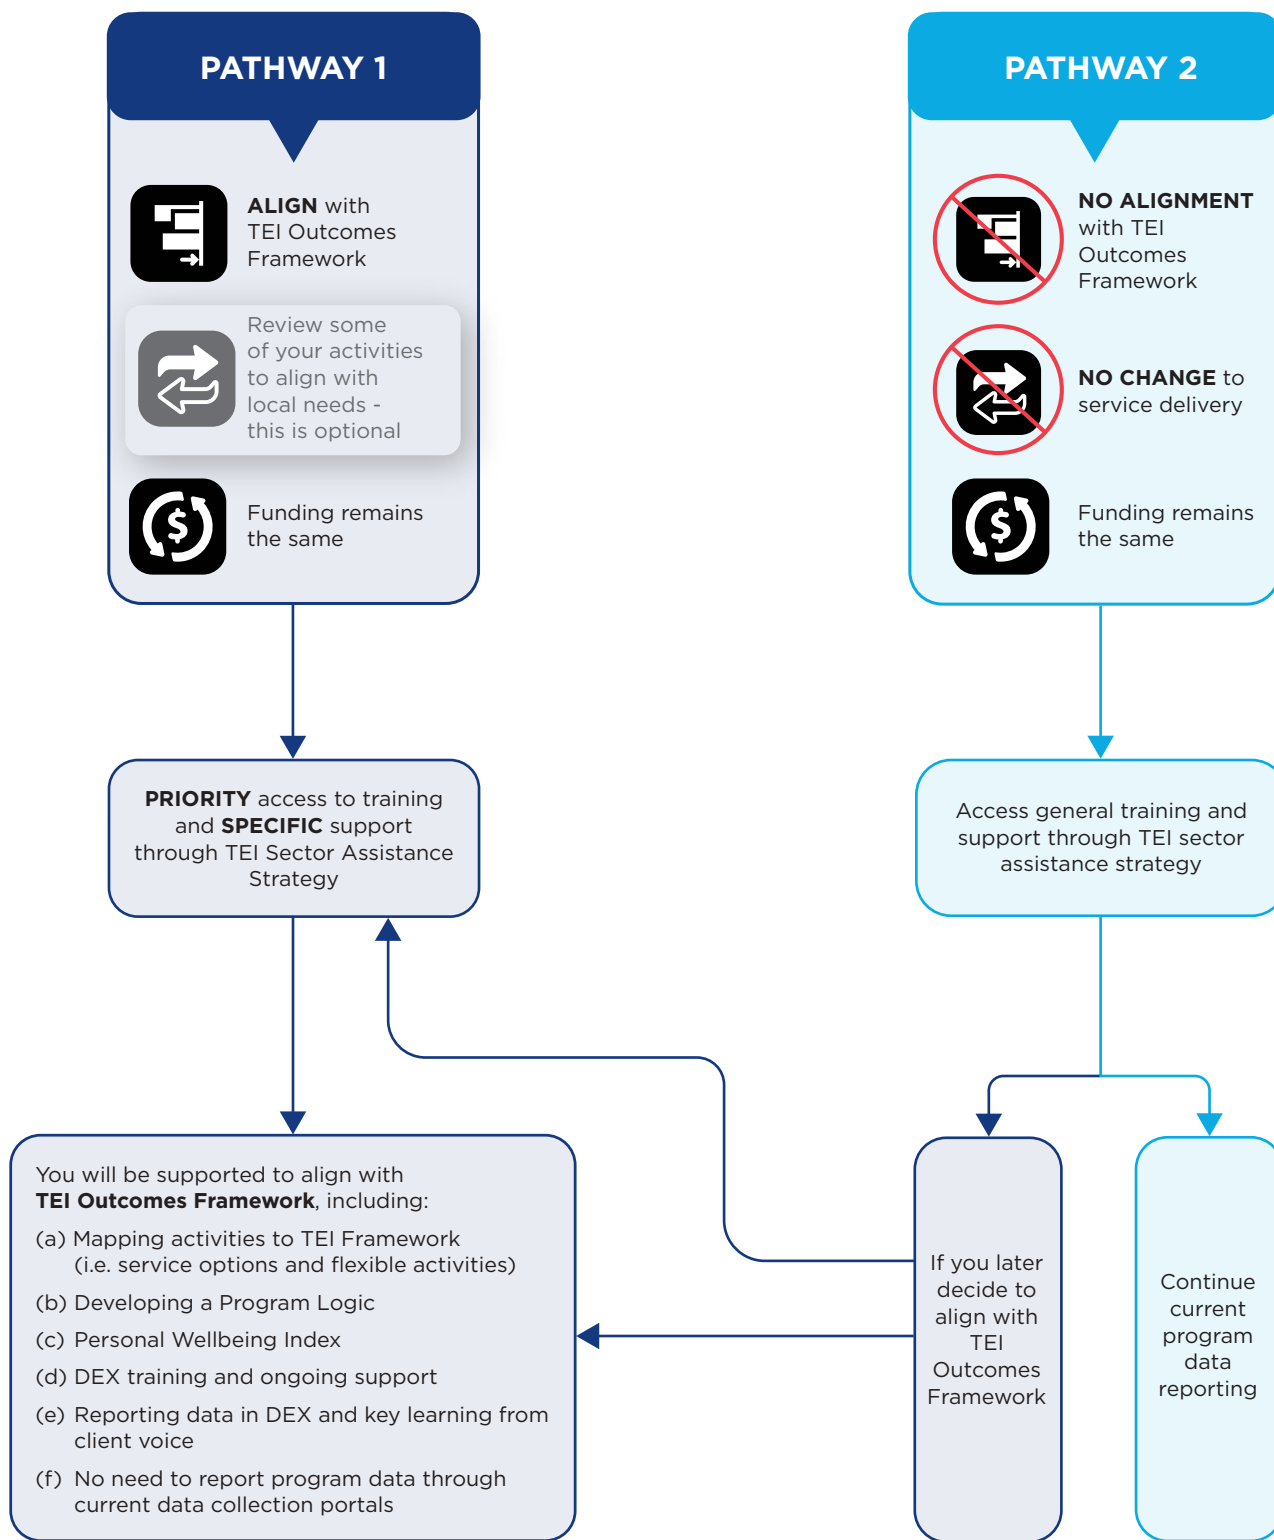 PATHWAY 1
ALIGN with
TEI Outcomes
Framework
Review some
of your activities
to align with
local needs -
this is optional
$
Funding remains
the same
PRIORITY access to training
and SPECIFIC support
through TEI Sector Assistance
Strategy
You will be supported to align with
TEI Outcomes Framework, including:
(a) Mapping activities to TEI Framework
(i.e. service options and flexible activities)
(b) Developing a Program Logic
(c) Personal Wellbeing Index
(d) DEX training and ongoing support
(e) Reporting data in DEX and key learning from
client voice
(f) No need to report program data through
current data collection portals
PATHWAY 2
NO ALIGNMENT
with TEI
Outcomes
Framework
NO CHANGE to
service delivery
$
Funding remains
the same
Access general training and
support through TEI sector
assistance strategy
If you later
decide to
align with
TEI
Outcomes
Framework
Continue
current
program
data
reporting